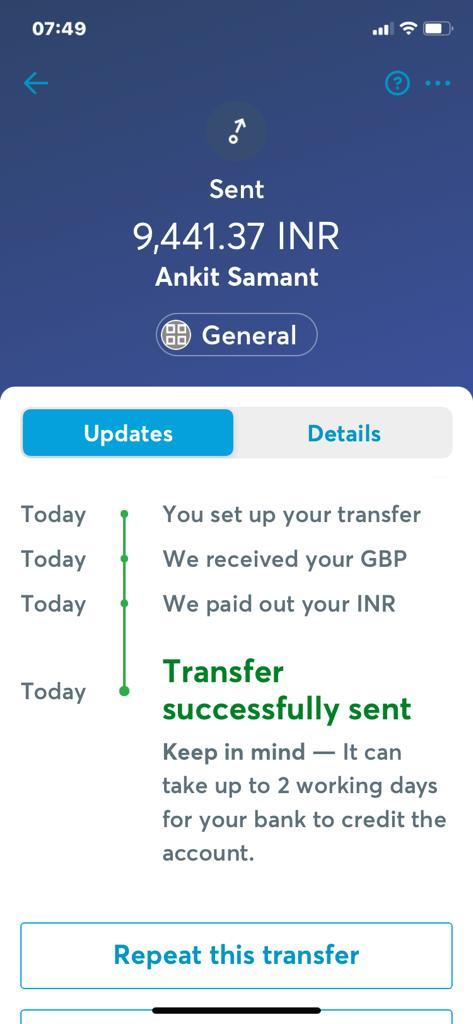 07:49
?
Sent
9,441.37 INR
Ankit Samant
General
Updates
Details
Today
You set up your transfer
Today
We received your GBP
Today
We paid out your INR
Today
Transfer
successfully sent
Keep in mind — It can
take up to 2 working days
for your bank to credit the
account.
Repeat this transfer